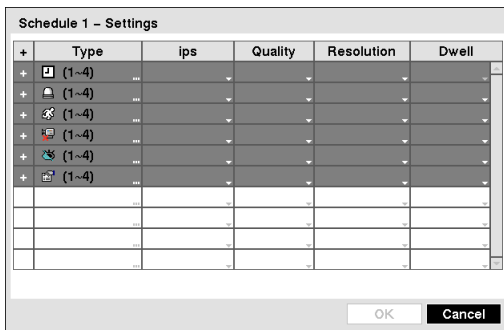 Schedule 1 – Settings
+ Type ips Quality Resolution Dwell
+ (1~4) ...
+ (1~4) ...
+ (1~4) ...
+ (1~4) ...
+ (1~4) ...
+ (1~4) ...
...
...
...
...
OK Cancel